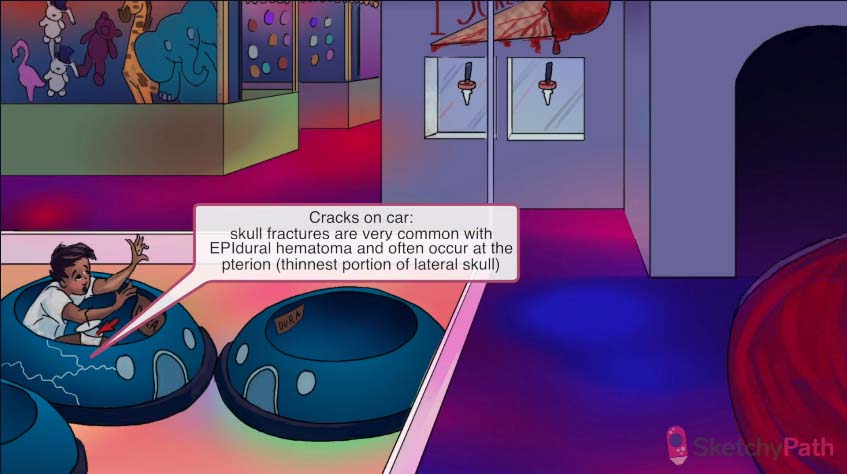 Cracks on car:
skull fractures are very common with
EPIdural hematoma and often occur at the
pterion (thinnest portion of lateral skull)
DURA
SketchyPath